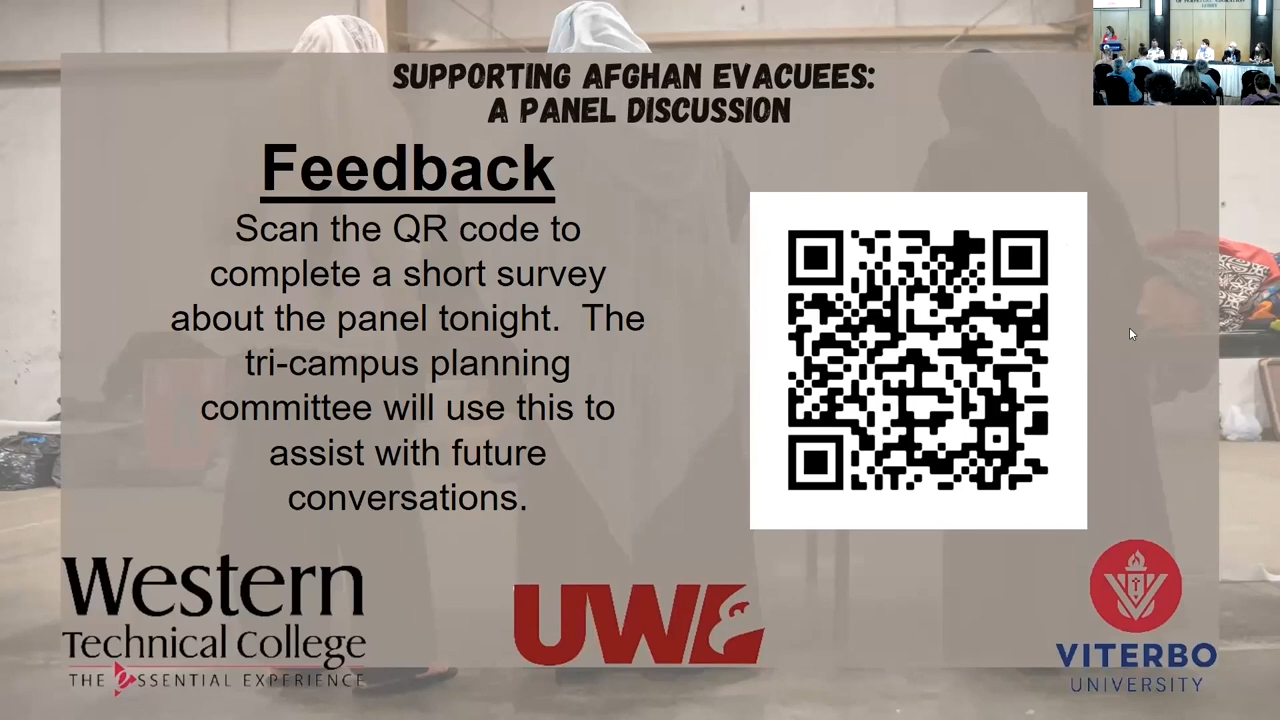 SUPPORTING AFGHAN EVACUEES:
A PANEL DISCUSSION
Feedback
Scan the QR code to
complete a short survey
about the panel tonight.  The
tri-campus planning
committee will use this to
assist with future
conversations.
Western
Technical College
THE eSSENTIAL EXPERIENCE
UWL
VITERBO
UNIVERSITY